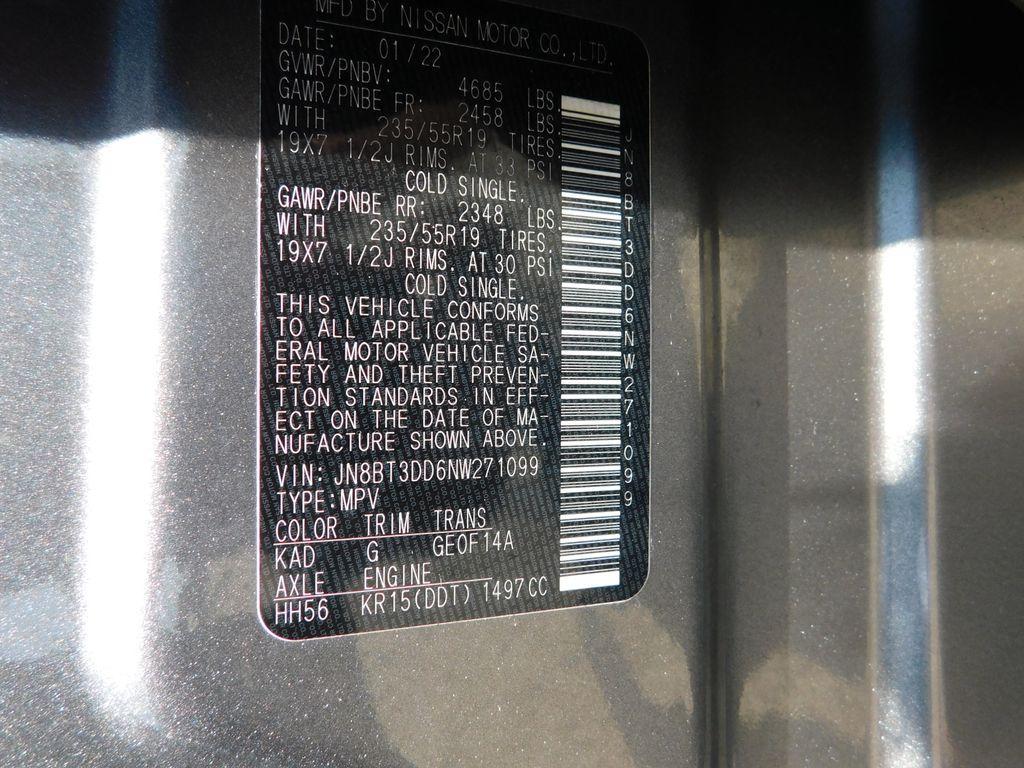 MFD BY NISSAN MOTOR CO.,LTD.
DATE: 01/22
GVWR/PNBV: 4685 LBS.
GAWR/PNBE FR: 2458 LBS.
WITH 235/55R19 TIRES.
19X7 1/2J RIMS. AT 33 PSI
COLD SINGLE.
GAWR/PNBE RR: 2348 LBS.
WITH 235/55R19 TIRES.
19X7 1/2J RIMS. AT 30 PSI
COLD SINGLE.
THIS VEHICLE CONFORMS
TO ALL APPLICABLE FED-
ERAL MOTOR VEHICLE SA-
FETY AND THEFT PREVEN-
TION STANDARDS IN EFF-
ECT ON THE DATE OF MA-
NUFACTURE SHOWN ABOVE.
VIN: JN8BT3DD6NW271099
TYPE:MPV
COLOR TRIM TRANS
KAD G GE0F14A
AXLE ENGINE
HH56 KR15(DDT) 1497CC
JN8BT3DD6NW271099